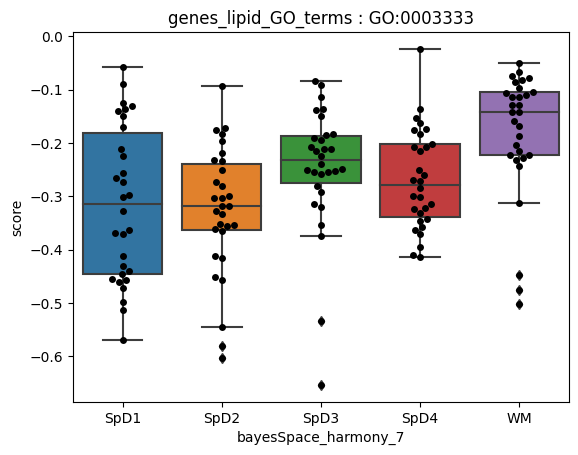 genes_lipid_GO_terms : GO:0003333
score
0.0
−0.1
−0.2
−0.3
−0.4
−0.5
−0.6
SpD1 SpD2 SpD3 SpD4 WM
bayesSpace_harmony_7